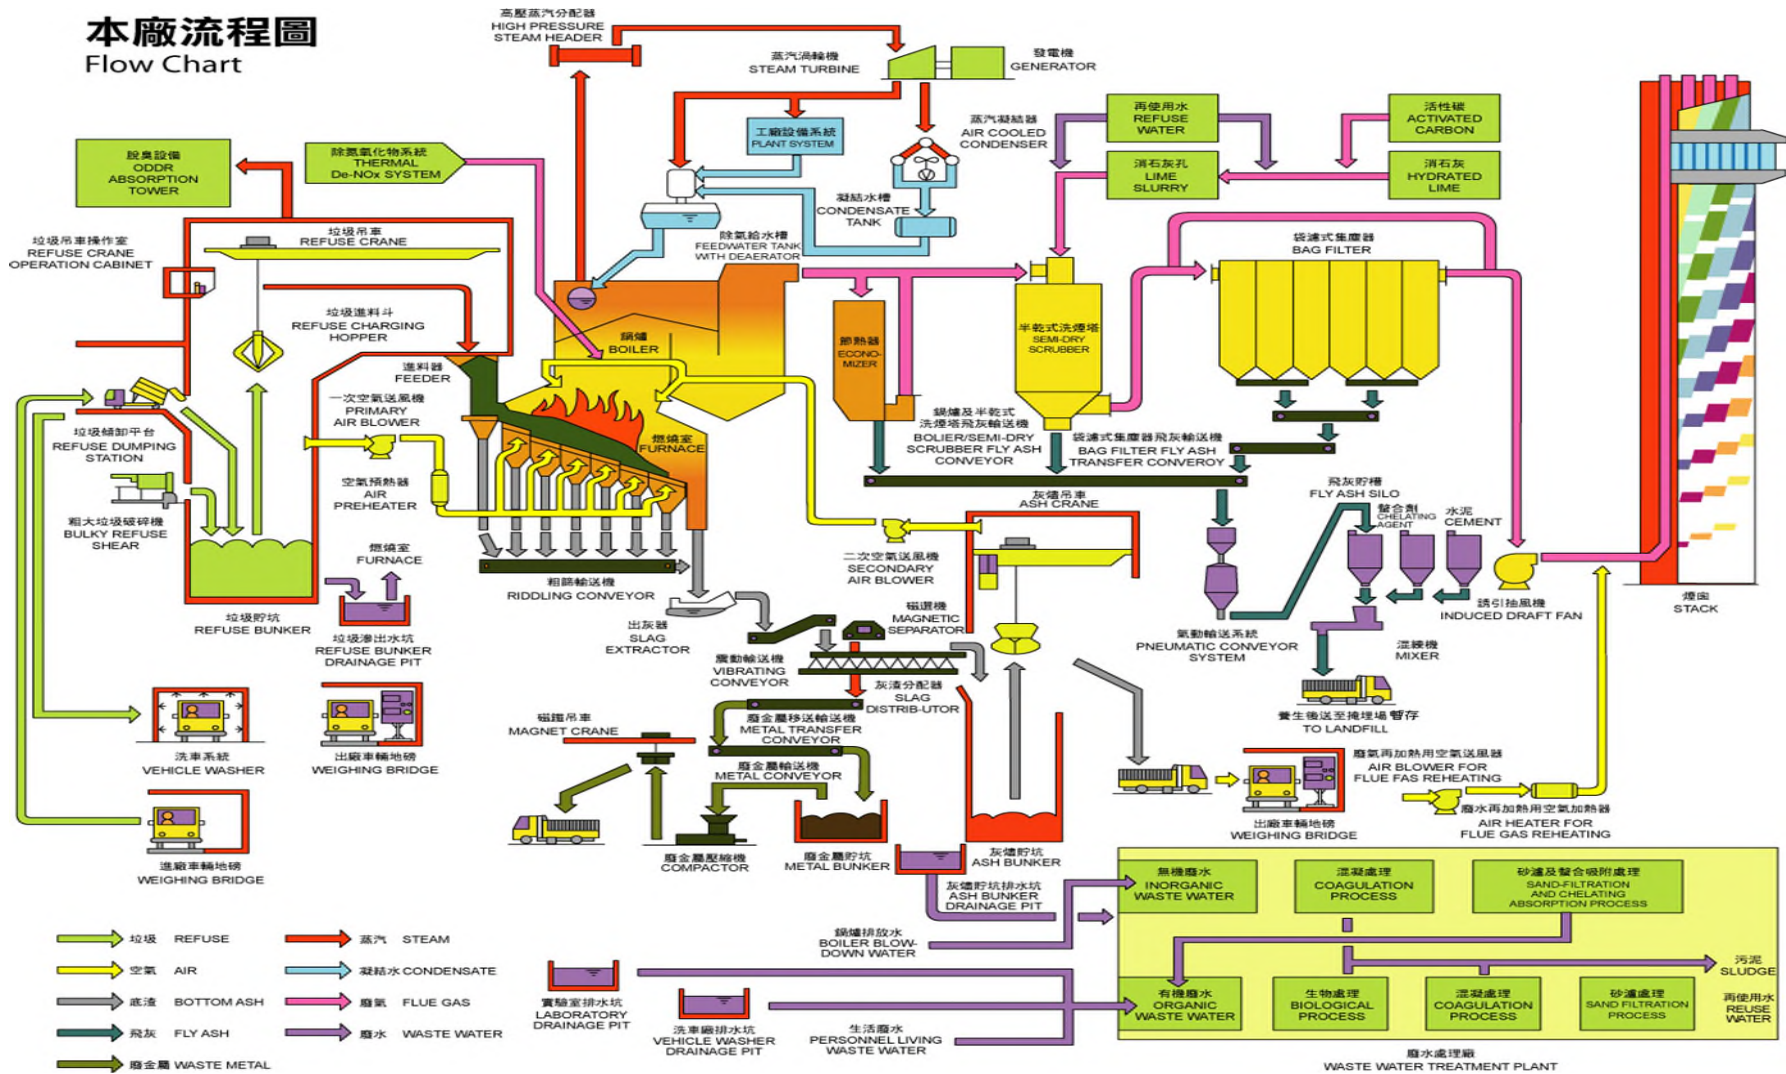 本廠流程圖
Flow Chart
高壓蒸汽分配器
HIGH PRESSURE
STEAM HEADER
蒸汽渦輪機
STEAM TURBINE
發電機
GENERATOR
脫臭設備
ODDR
ABSORPTION
TOWER
除氮氧化物系統
THERMAL
De-NOx SYSTEM
工廠設備系統
PLANT SYSTEM
蒸汽凝結器
AIR COOLED
CONDENSER
再使用水
REFUSE
WATER
活性碳
ACTIVATED
CARBON
消石灰孔
LIME
SLURRY
消石灰
HYDRATED
LIME
凝結水槽
CONDENSATE
TANK
除氧給水槽
FEEDWATER TANK
WITH DEAERATOR
垃圾吊車操作室
REFUSE CRANE
OPERATION CABINET
垃圾吊車
REFUSE CRANE
袋濾式集塵器
BAG FILTER
垃圾進料斗
REFUSE CHARGING
HOPPER
鍋爐
BOILER
節熱器
ECONO-
MIZER
半乾式洗煙塔
SEMI-DRY
SCRUBBER
進料器
FEEDER
一次空氣送風機
PRIMARY
AIR BLOWER
垃圾傾卸平台
REFUSE DUMPING
STATION
燃燒室
FURNACE
鍋爐及半乾式
洗煙塔飛灰輸送機
BOLIER/SEMI-DRY
SCRUBBER FLY ASH
CONVEYOR
袋濾式集塵器飛灰輸送機
BAG FILTER FLY ASH
TRANSFER CONVEROY
空氣預熱器
AIR
PREHEATER
粗大垃圾破碎機
BULKY REFUSE
SHEAR
灰燼吊車
ASH CRANE
飛灰貯槽
FLY ASH SILO
螯合劑
CHELATING
AGENT
水泥
CEMENT
燃燒室
FURNACE
二次空氣送風機
SECONDARY
AIR BLOWER
粗篩輸送機
RIDDLING CONVEYOR
垃圾貯坑
REFUSE BUNKER
垃圾滲出水坑
REFUSE BUNKER
DRAINAGE PIT
出灰器
SLAG
EXTRACTOR
磁選機
MAGNETIC
SEPARATOR
氣動輸送系統
PNEUMATIC CONVEYOR
SYSTEM
混練機
MIXER
誘引抽風機
INDUCED DRAFT FAN
煙囪
STACK
震動輸送機
VIBRATING
CONVEYOR
灰渣分配器
SLAG
DISTRIB-UTOR
養生後送至掩埋場暫存
TO LANDFILL
磁鐵吊車
MAGNET CRANE
廢金屬移送輸送機
METAL TRANSFER
CONVEYOR
廢金屬輸送機
METAL CONVEYOR
洗車系統
VEHICLE WASHER
出廠車輛地磅
WEIGHING BRIDGE
廢氣再加熱用空氣送風器
AIR BLOWER FOR
FLUE FAS REHEATING
出廠車輛地磅
WEIGHING BRIDGE
廢水再加熱用空氣加熱器
AIR HEATER FOR
FLUE GAS REHEATING
進廠車輛地磅
WEIGHING BRIDGE
廢金屬壓縮機
COMPACTOR
廢金屬貯坑
METAL BUNKER
灰燼貯坑
ASH BUNKER
灰燼貯坑排水坑
ASH BUNKER
DRAINAGE PIT
無機廢水
INORGANIC
WASTE WATER
混凝處理
COAGULATION
PROCESS
砂濾及螯合吸附處理
SAND-FILTRATION
AND CHELATING
ABSORPTION PROCESS
鍋爐排放水
BOILER BLOW-
DOWN WATER
垃圾 REFUSE
空氣 AIR
底渣 BOTTOM ASH
飛灰 FLY ASH
廢金屬 WASTE METAL
蒸汽 STEAM
凝結水 CONDENSATE
廢氣 FLUE GAS
廢水 WASTE WATER
實驗室排水坑
LABORATORY
DRAINAGE PIT
洗車廠排水坑
VEHICLE WASHER
DRAINAGE PIT
生活廢水
PERSONNEL LIVING
WASTE WATER
有機廢水
ORGANIC
WASTE WATER
生物處理
BIOLOGICAL
PROCESS
混凝處理
COAGULATION
PROCESS
砂濾處理
SAND FILTRATION
PROCESS
污泥
SLUDGE
再使用水
REUSE
WATER
廢水處理廠
WASTE WATER TREATMENT PLANT